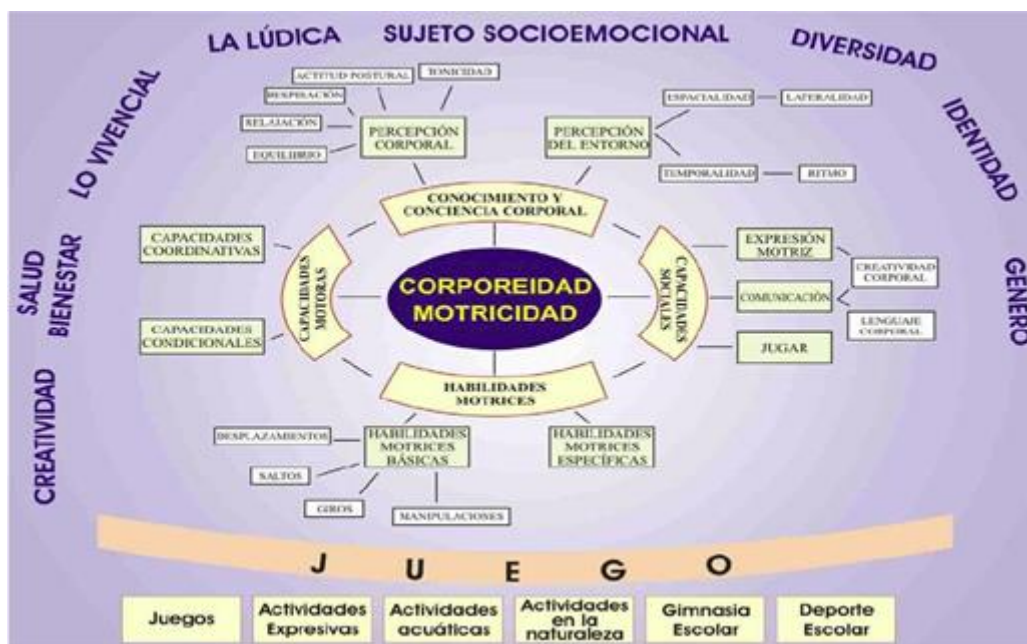 LA LÚDICA
SUJETO SOCIOEMOCIONAL
DIVERSIDAD
IDENTIDAD
GÉNERO
LO VIVENCIAL
SALUD
BIENESTAR
CREATIVIDAD
ACTITUD POSTURAL
TONICIDAD
RESPIRACIÓN
RELAJACIÓN
EQUILIBRIO
PERCEPCIÓN
CORPORAL
PERCEPCIÓN
DEL ENTORNO
ESPACIALIDAD
LATERALIDAD
TEMPORALIDAD
RITMO
CONOCIMIENTO Y
CONCIENCIA CORPORAL
CAPACIDADES
COORDINATIVAS
CAPACIDADES
CONDICIONALES
CAPACIDADES
MOTORAS
CORPOREIDAD
MOTRICIDAD
CAPACIDADES
SOCIALES
EXPRESIÓN
MOTRIZ
COMUNICACIÓN
JUGAR
CREATIVIDAD
CORPORAL
LENGUAJE
CORPORAL
HABILIDADES
MOTRICES
DESPLAZAMIENTOS
SALTOS
GIROS
MANIPULACIONES
HABILIDADES
MOTRICES
BÁSICAS
HABILIDADES
MOTRICES
ESPECÍFICAS
JUEGO
Juegos
Actividades
Expresivas
Actividades
acuáticas
Actividades
en la
naturaleza
Gimnasia
Escolar
Deporte
Escolar